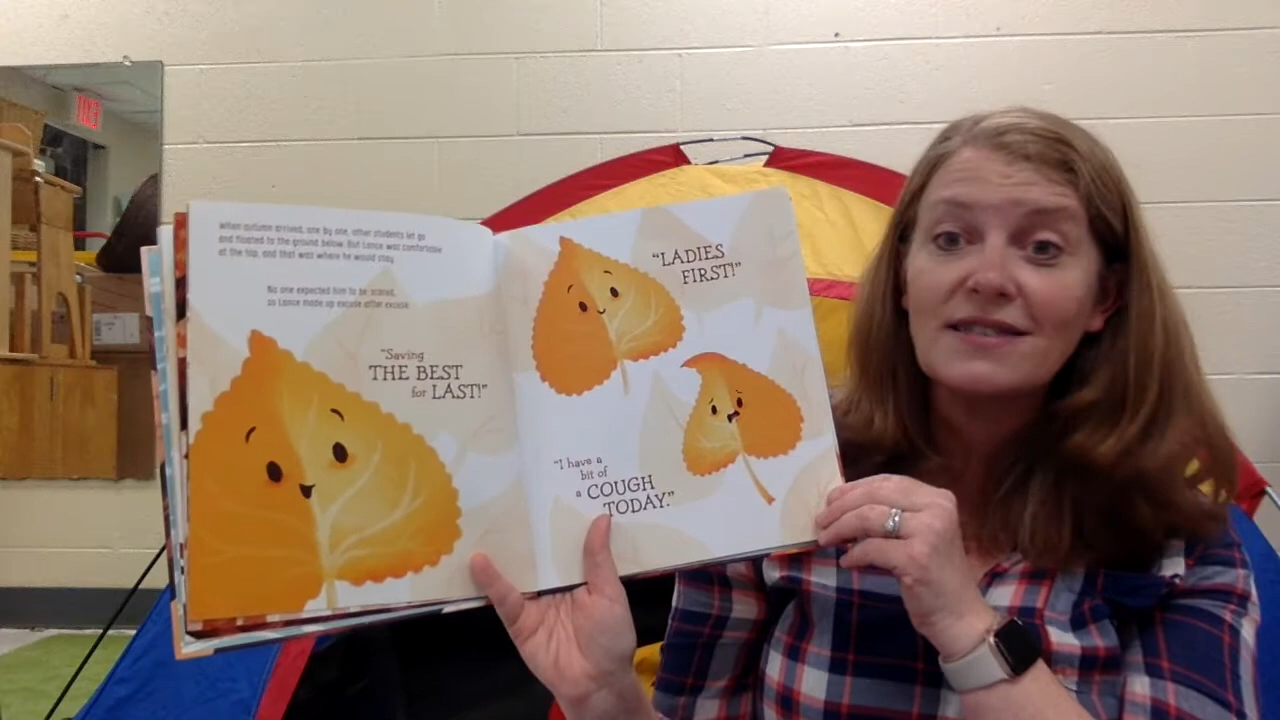 EXIT
When autumn arrived, one by one, other students let go
and floated to the ground below. But Lance was comfortable
at the top, and that was where he would stay.
No one expected him to be scared,
so Lance made up excuse after excuse.
"Saving
THE BEST
for LAST!"
"LADIES
FIRST!"
"I have a
bit of
a COUGH
TODAY."